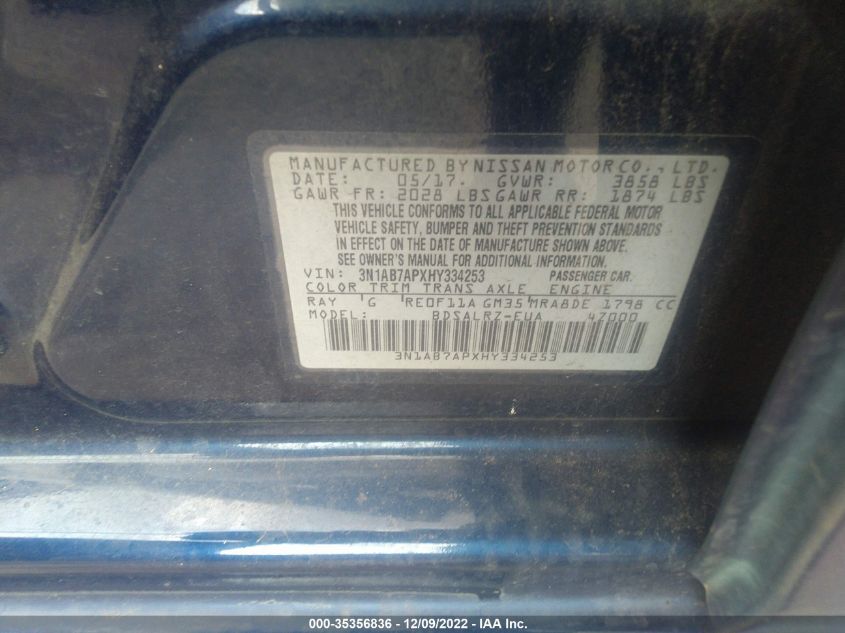 MANUFACTURED BY NISSAN MOTOR CO., LTD.
DATE: 05/17. GVWR: 3858 LBS
GAWR FR: 2028 LBS GAWR RR: 1874 LBS
THIS VEHICLE CONFORMS TO ALL APPLICABLE FEDERAL MOTOR
VEHICLE SAFETY, BUMPER AND THEFT PREVENTION STANDARDS
IN EFFECT ON THE DATE OF MANUFACTURE SHOWN ABOVE.
SEE OWNER'S MANUAL FOR ADDITIONAL INFORMATION.
VIN: 3N1AB7APXHY334253 PASSENGER CAR.
COLOR TRIM TRANS AXLE ENGINE
RAY G RE0F11A GM35 MRA8DE 1798 CC
MODEL: BDSALRZ-EUA 47000
3N1AB7APXHY334253
000-35356836 - 12/09/2022 - IAA Inc.